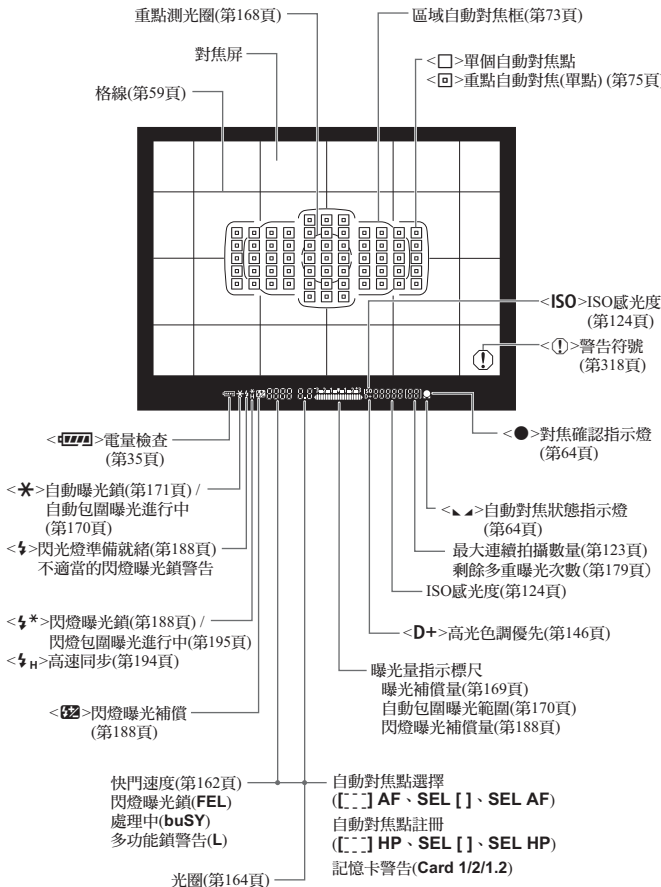 重點測光圈(第168頁)
區域自動對焦框(第73頁)
對焦屏
<□>單個自動對焦點
<回>重點自動對焦(單點) (第75頁)
格線(第59頁)
<ISO>ISO感光度
(第124頁)
<!>警告符號
(第318頁)
<●>對焦確認指示燈
(第64頁)
電量檢查
(第35頁)
<✱>自動曝光鎖(第171頁) /
自動包圍曝光進行中
(第170頁)
<◣ ◢>自動對焦狀態指示燈
(第64頁)
<⚡>閃光燈準備就緒(第188頁)
不適當的閃燈曝光鎖警告
最大連續拍攝數量(第123頁)
剩餘多重曝光次數(第179頁)
ISO感光度(第124頁)
<⚡*>閃燈曝光鎖(第188頁) /
閃燈包圍曝光進行中(第195頁)
<⚡H>高速同步(第194頁)
<D+>高光色調優先(第146頁)
曝光量指示標尺
曝光補償量(第169頁)
自動包圍曝光範圍(第170頁)
閃燈曝光補償量(第188頁)
閃燈曝光補償
(第188頁)
快門速度(第162頁)
閃燈曝光鎖(FEL)
處理中(buSY)
多功能鎖警告(L)
光圈(第164頁)
自動對焦點選擇
([---] AF、SEL [ ]、SEL AF)
自動對焦點註冊
([---] HP、SEL [ ]、SEL HP)
記憶卡警告(Card 1/2/1.2)